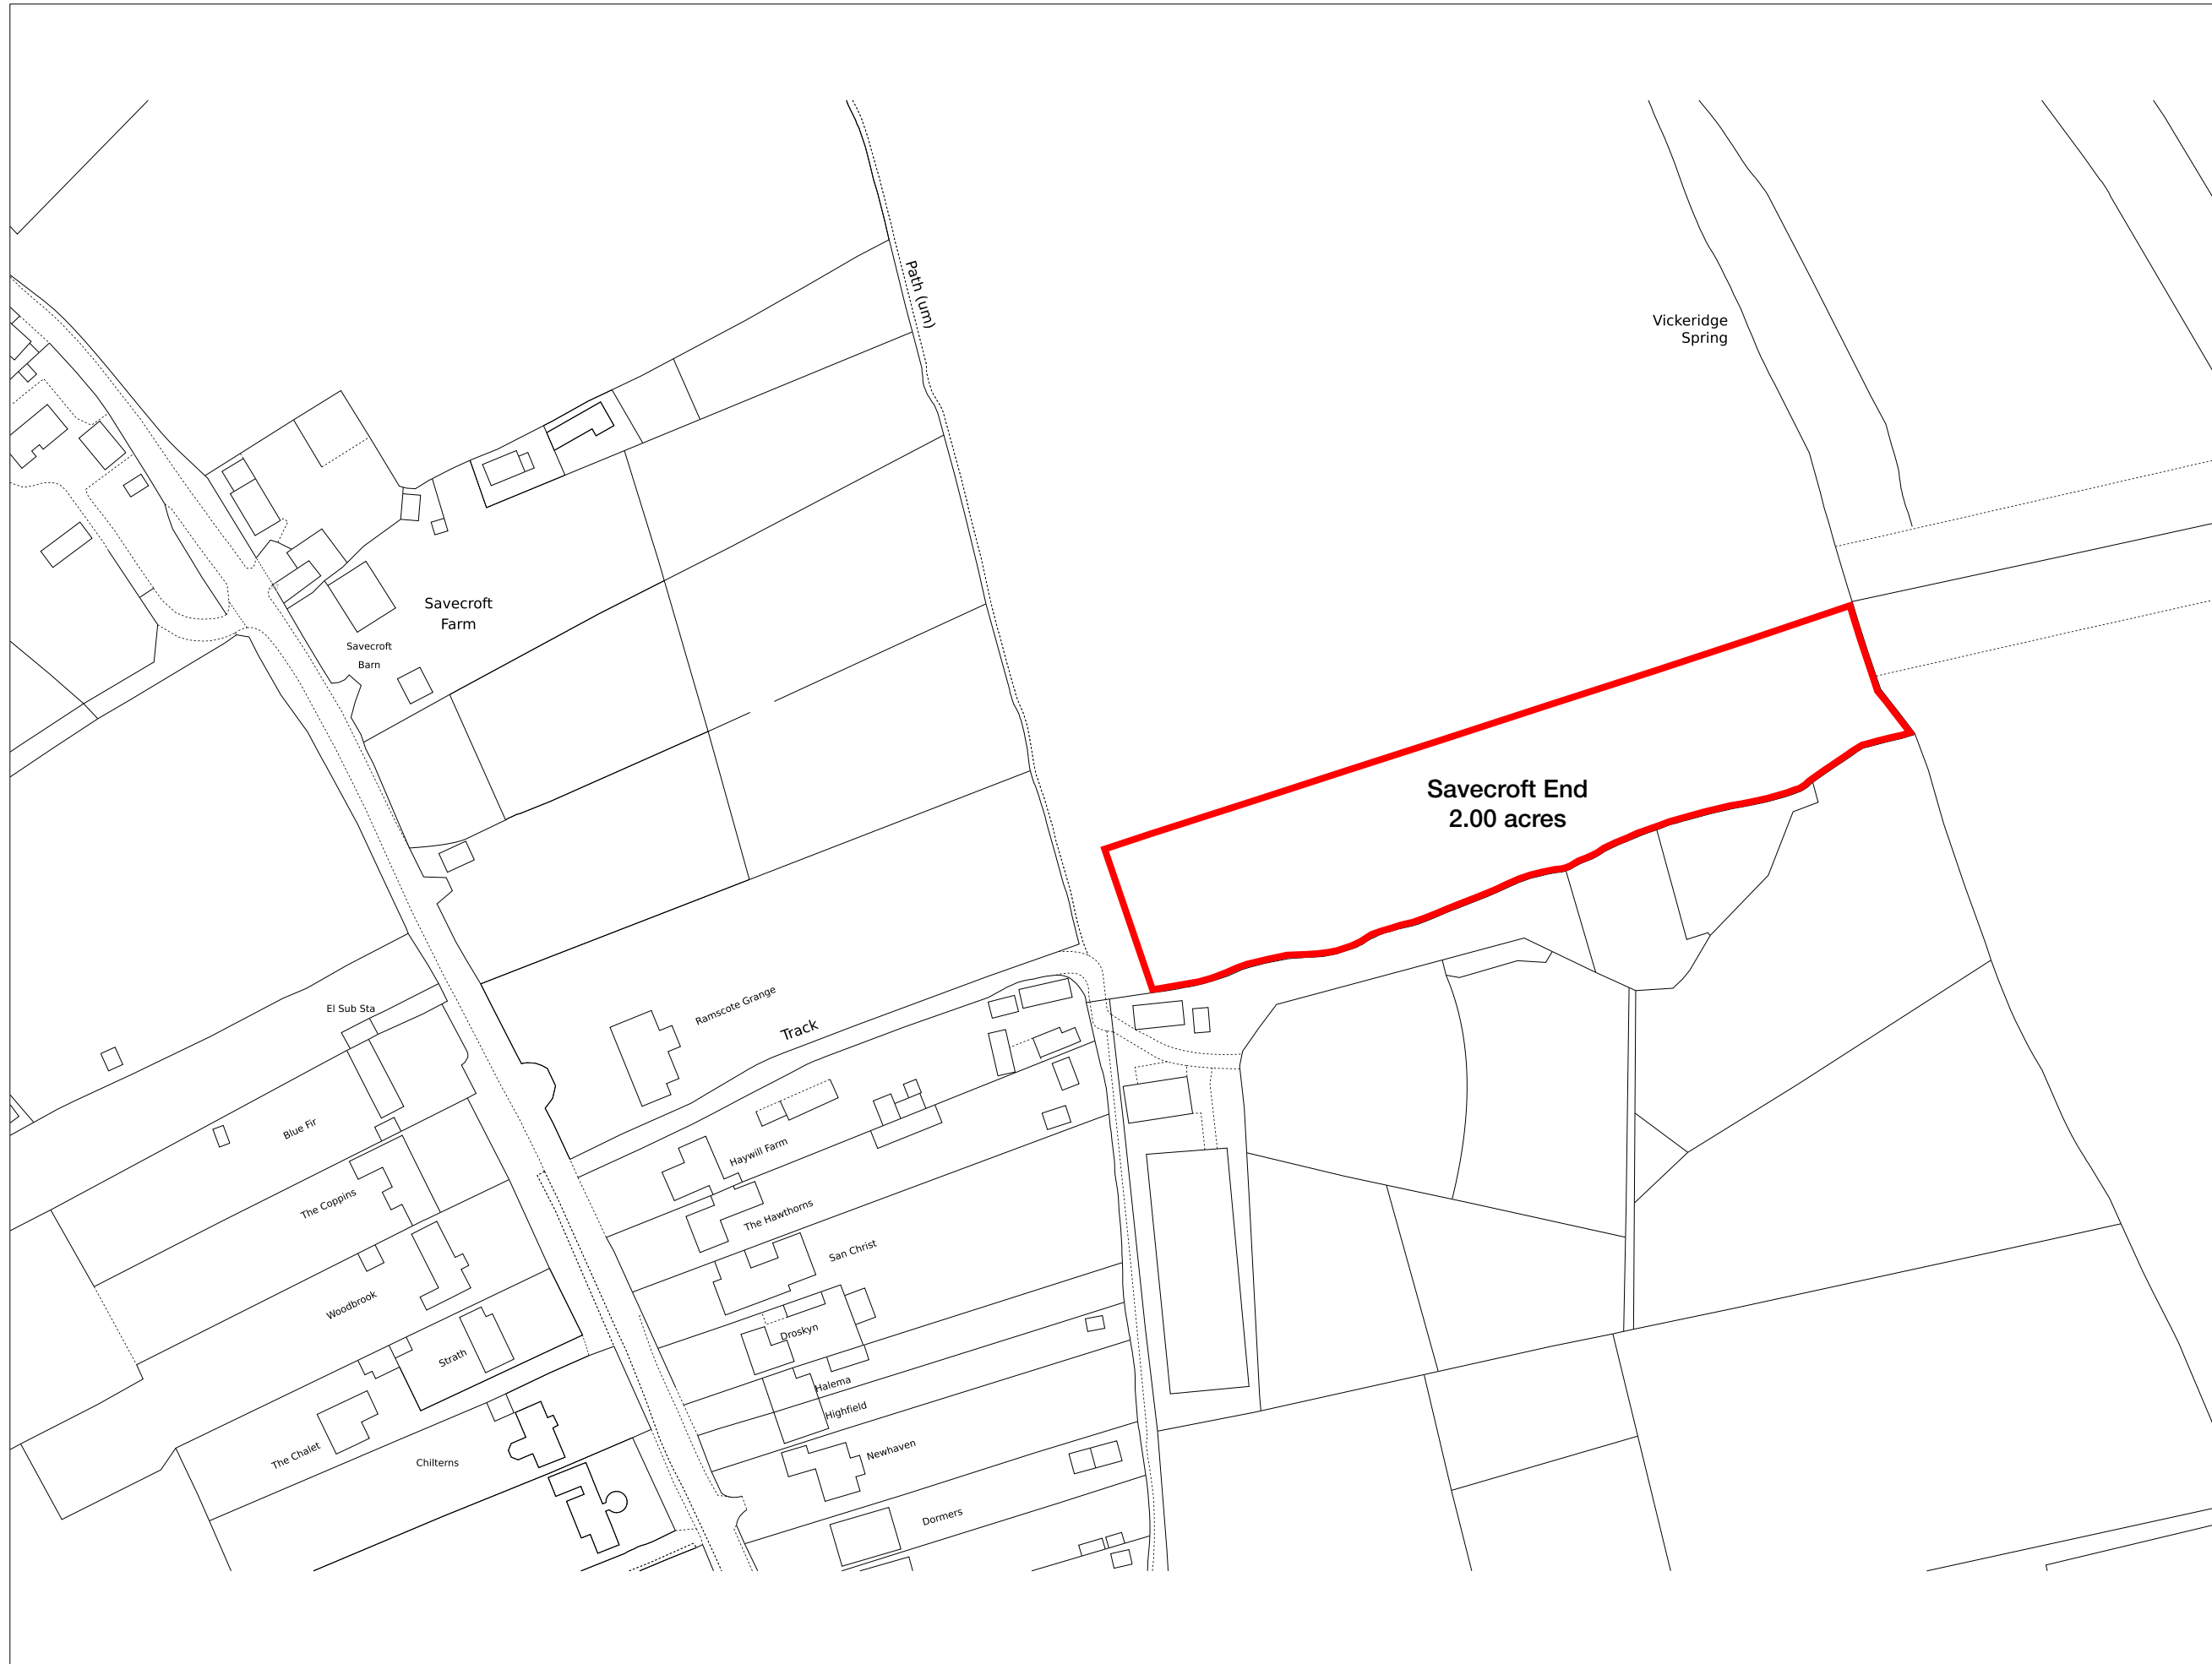 Path (um)
Vickeridge
Spring
Savecroft
Farm
Savecroft
Barn
Savecroft End
2.00 acres
El Sub Sta
Ramscote Grange
Track
Blue Fir
Haywill Farm
The Coppins
The Hawthorns
San Christ
Woodbrook
Droskyn
Strath
Halema
Highfield
The Chalet
Chilterns
Newhaven
Dormers